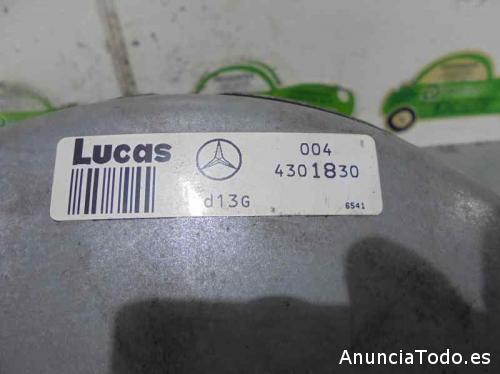 Lucas
004
4301830
d13G
6541
AnunciaTodo.es